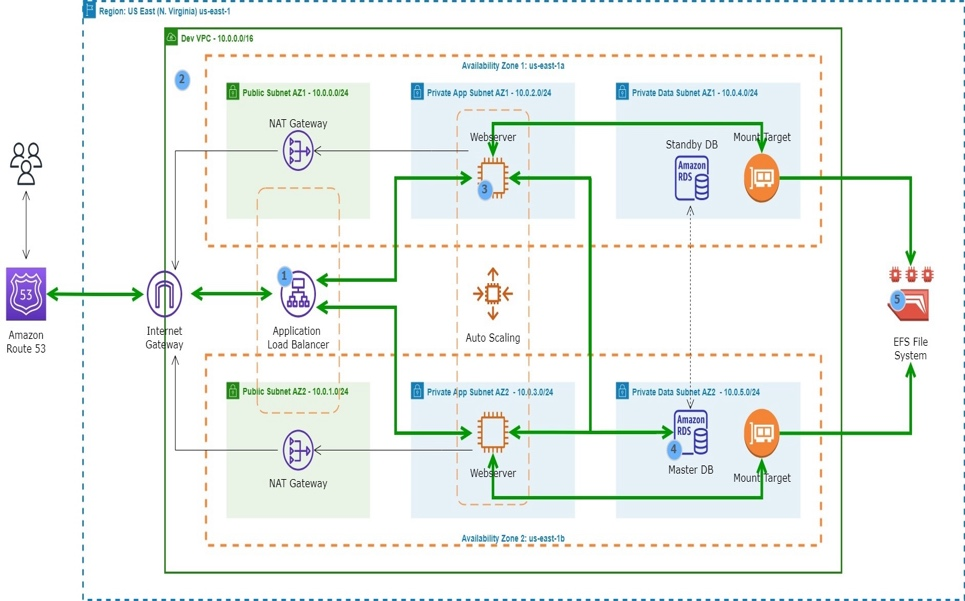 Region: US East (N. Virginia) us-east-1
Dev VPC - 10.0.0.0/16
Availability Zone 1: us-east-1a
2
Public Subnet AZ1 - 10.0.0.0/24
Private App Subnet AZ1 - 10.0.2.0/24
Private Data Subnet AZ1 - 10.0.4.0/24
NAT Gateway
Webserver
Standby DB
Mount Target
Amazon
RDS
3
1
53
Amazon
Route 53
Internet
Gateway
Application
Load Balancer
Auto Scaling
5
EFS File
System
Public Subnet AZ2 - 10.0.1.0/24
Private App Subnet AZ2 - 10.0.3.0/24
Private Data Subnet AZ2 - 10.0.5.0/24
Amazon
RDS
4
NAT Gateway
Webserver
Master DB
Mount Target
Availability Zone 2: us-east-1b